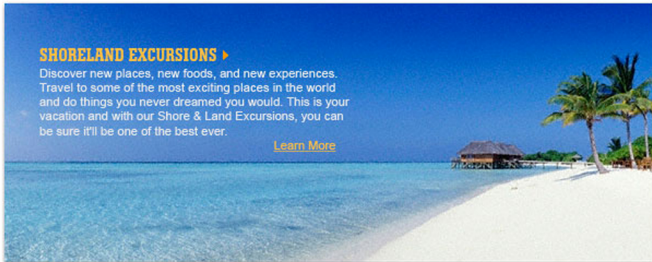 SHORELAND EXCURSIONS
Discover new places, new foods, and new experiences.
Travel to some of the most exciting places in the world
and do things you never dreamed you would. This is your
vacation and with our Shore & Land Excursions, you can
be sure it'll be one of the best ever.
Learn More